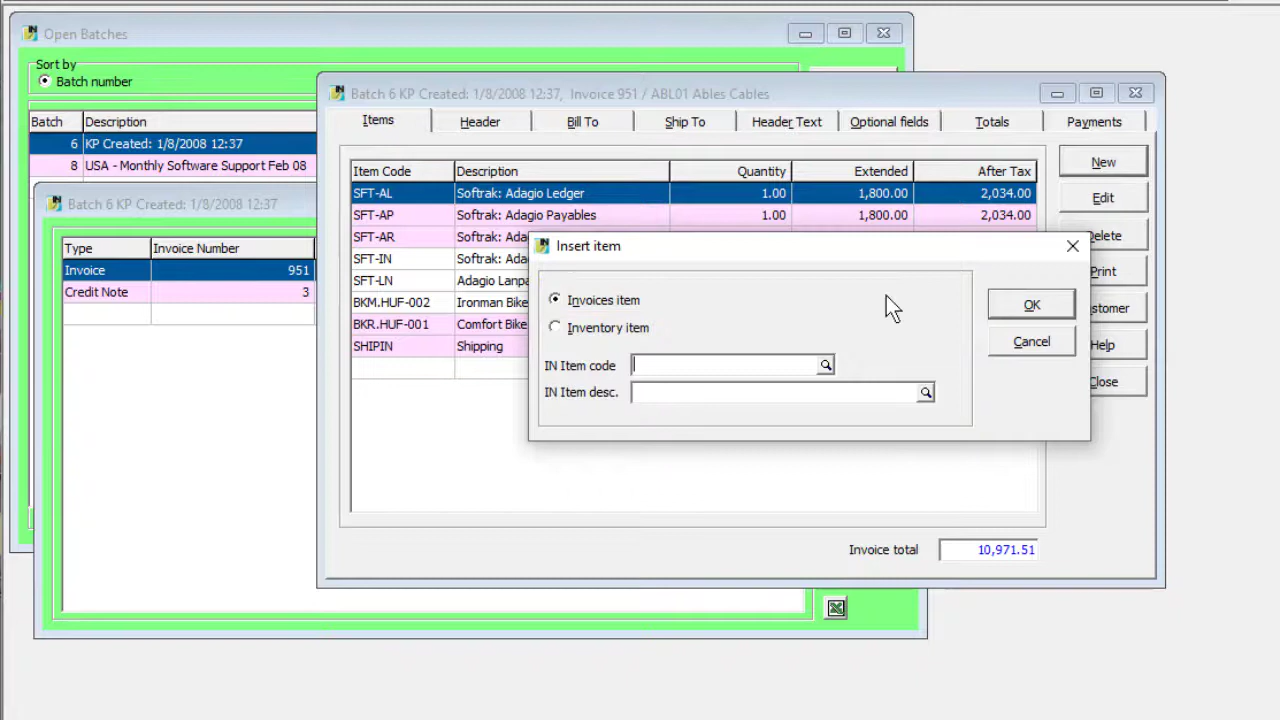 Open Batches
Sort by
Batch number
Batch Description
6 KP Created: 1/8/2008 12:37
8 USA - Monthly Software Support Feb 08
Batch 6 KP Created: 1/8/2008 12:37
Type Invoice Number
Invoice 951
Credit Note 3
Batch 6 KP Created: 1/8/2008 12:37, Invoice 951 / ABL01 Ables Cables
Items Header Bill To Ship To Header Text Optional fields Totals Payments
Item Code Description Quantity Extended After Tax
SFT-AL Softrak: Adagio Ledger 1.00 1,800.00 2,034.00
SFT-AP Softrak: Adagio Payables 1.00 1,800.00 2,034.00
SFT-AR Softrak: Ada
SFT-IN Softrak: Ada
SFT-LN Adagio Lanpa
BKM.HUF-002 Ironman Bike
BKR.HUF-001 Comfort Bike
SHIPIN Shipping
New
Edit
elete
Print
stomer
Help
Close
Invoice total 10,971.51
Insert item
Invoices item
Inventory item
IN Item code
IN Item desc.
OK
Cancel